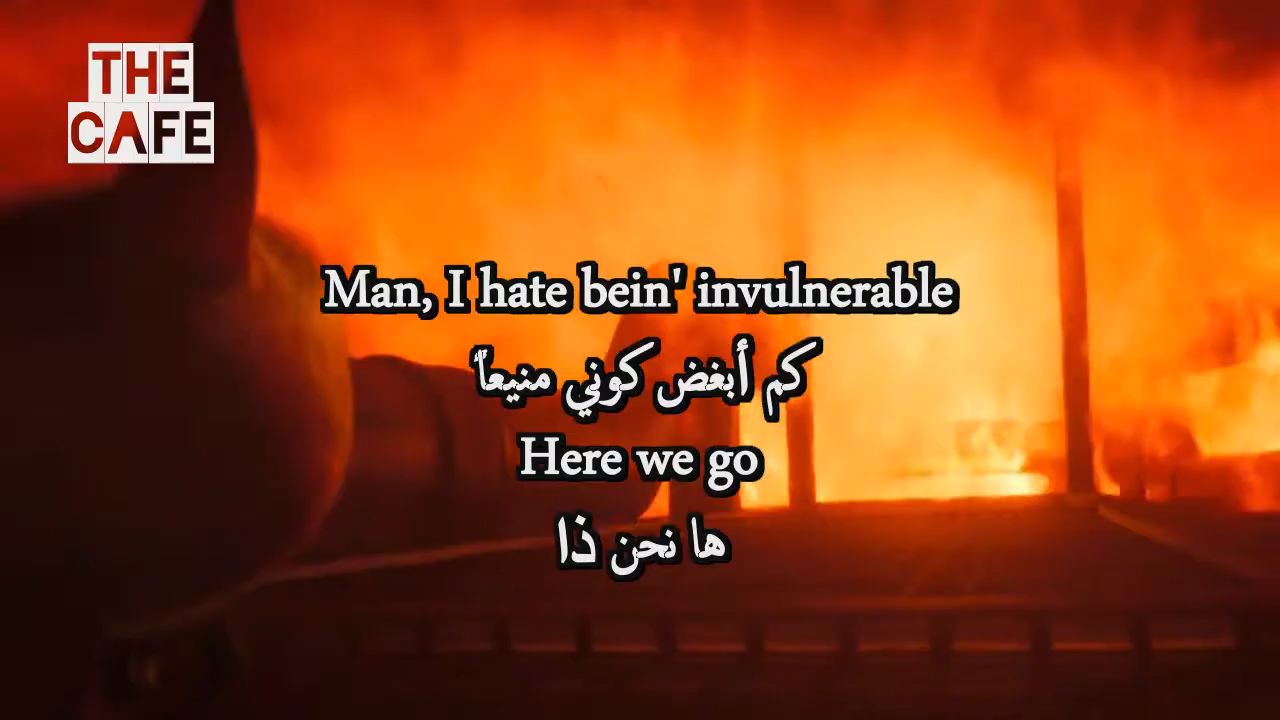 THE
CAFE
Man, I hate bein' invulnerable
كم أبغض كوني منيعاً
Here we go
ها نحن ذا